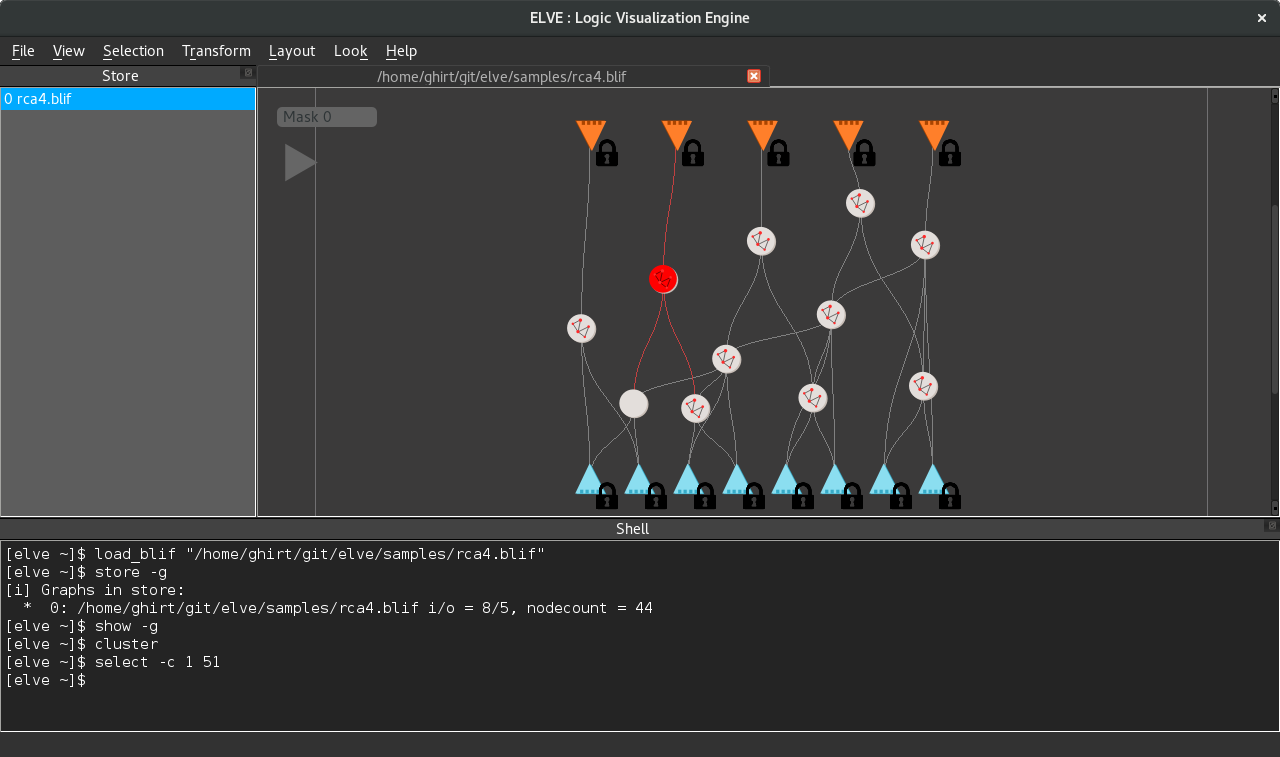 ELVE : Logic Visualization Engine
File View Selection Transform Layout Look Help
Store
/home/ghirt/git/elve/samples/rca4.blif
0 rca4.blif
Mask 0
Shell
[elve ~]$ load_blif "/home/ghirt/git/elve/samples/rca4.blif"
[elve ~]$ store -g
[i] Graphs in store:
  *  0: /home/ghirt/git/elve/samples/rca4.blif i/o = 8/5, nodecount = 44
[elve ~]$ show -g
[elve ~]$ cluster
[elve ~]$ select -c 1 51
[elve ~]$